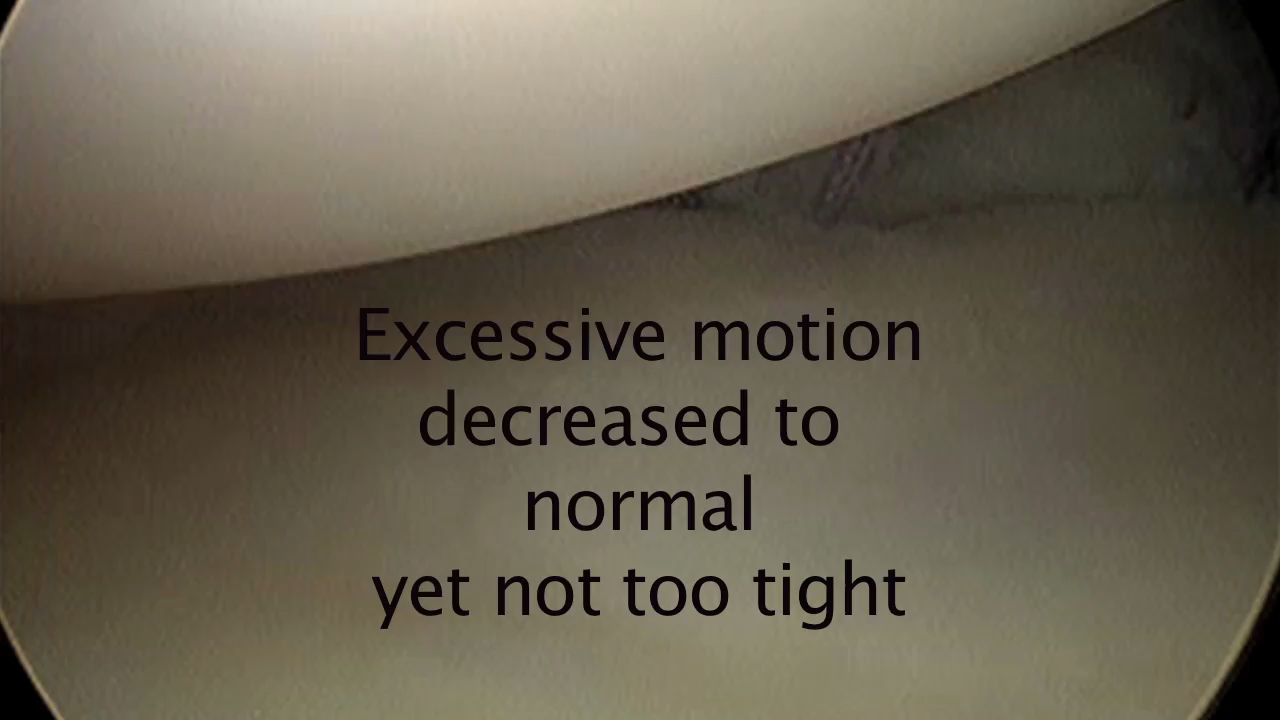 Excessive motion
decreased to
normal
yet not too tight